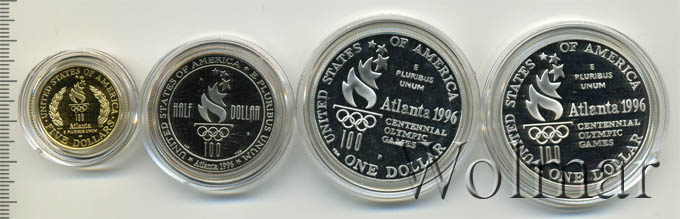 UNITED STATES OF AMERICA
100
Atlanta
E PLURIBUS UNUM
FIVE DOLLARS
UNITED STATES OF AMERICA
E PLURIBUS UNUM
HALF DOLLAR
100
Atlanta 1996
UNITED STATES OF AMERICA
E
PLURIBUS
UNUM
Atlanta 1996
CENTENNIAL
OLYMPIC
GAMES
100
P
ONE DOLLAR
UNITED STATES OF AMERICA
E
PLURIBUS
UNUM
Atlanta 1996
CENTENNIAL
OLYMPIC
GAMES
100
ONE DOLLAR
Wolmar